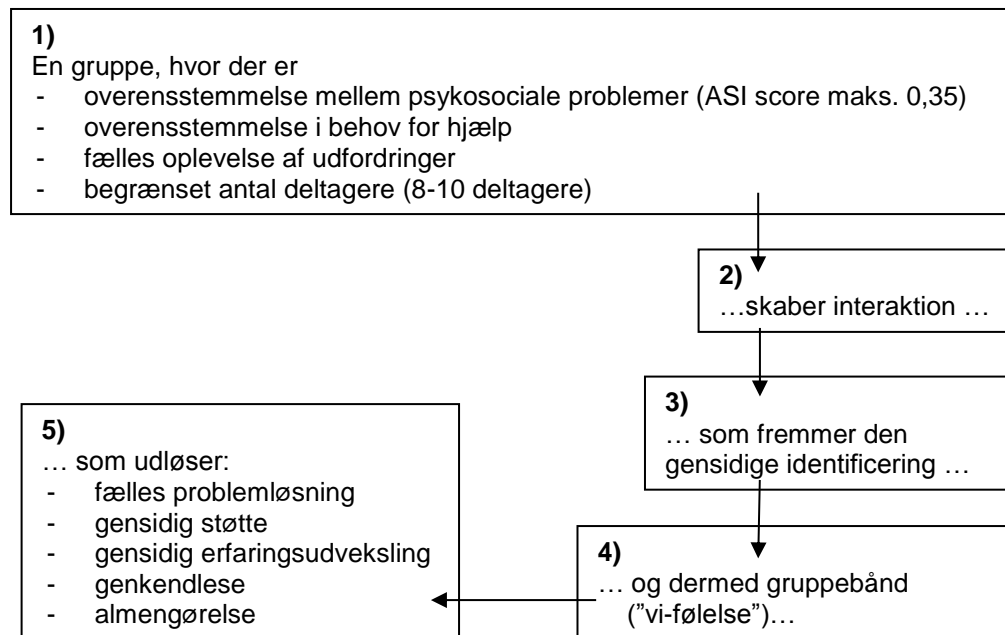 1)
En gruppe, hvor der er
- overensstemmelse mellem psykosociale problemer (ASI score maks. 0,35)
- overensstemmelse i behov for hjælp
- fælles oplevelse af udfordringer
- begrænset antal deltagere (8-10 deltagere)
2)
…skaber interaktion …
3)
… som fremmer den
gensidige identificering …
4)
… og dermed gruppebånd
(”vi-følelse”)…
5)
… som udløser:
- fælles problemløsning
- gensidig støtte
- gensidig erfaringsudveksling
- genkendlese
- almengørelse